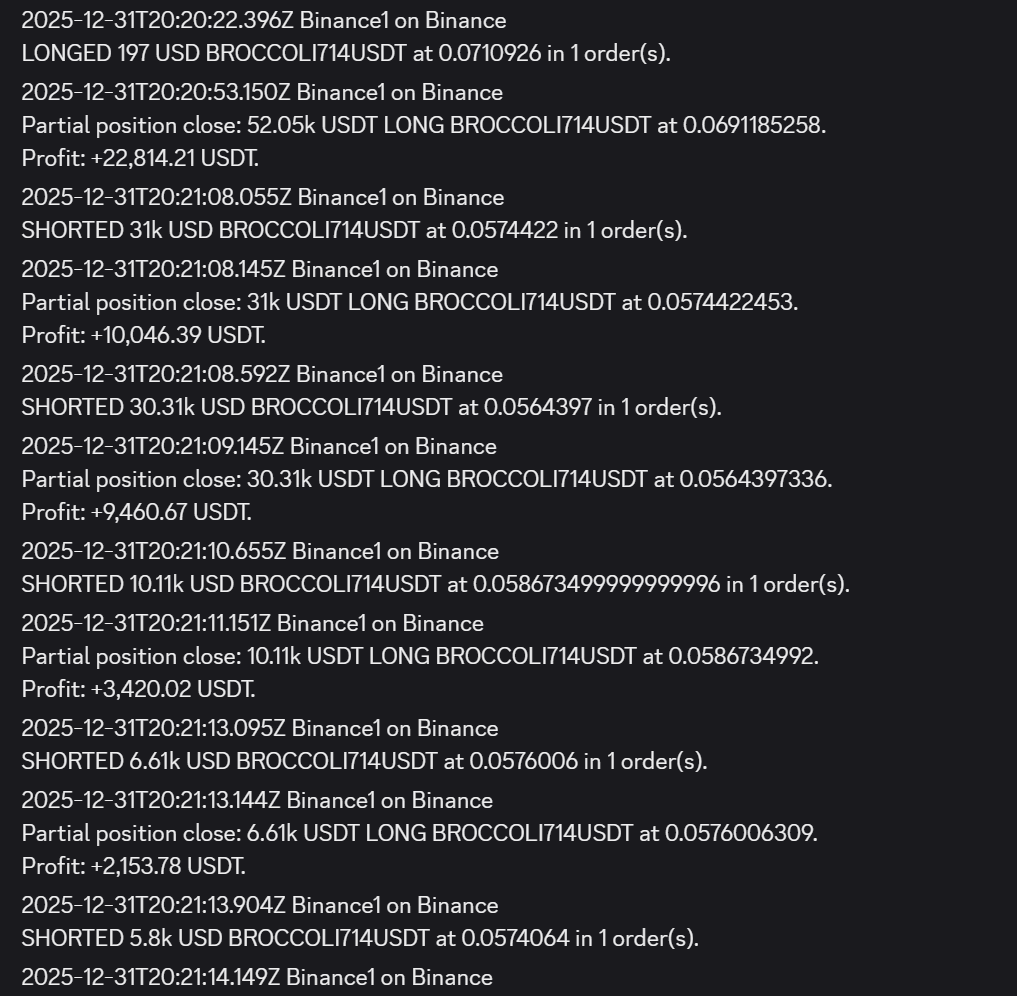 2025-12-31T20:20:22.396Z Binance1 on Binance
LONGED 197 USD BROCCOLI714USDT at 0.0710926 in 1 order(s).
2025-12-31T20:20:53.150Z Binance1 on Binance
Partial position close: 52.05k USDT LONG BROCCOLI714USDT at 0.0691185258.
Profit: +22,814.21 USDT.
2025-12-31T20:21:08.055Z Binance1 on Binance
SHORTED 31k USD BROCCOLI714USDT at 0.0574422 in 1 order(s).
2025-12-31T20:21:08.145Z Binance1 on Binance
Partial position close: 31k USDT LONG BROCCOLI714USDT at 0.0574422453.
Profit: +10,046.39 USDT.
2025-12-31T20:21:08.592Z Binance1 on Binance
SHORTED 30.31k USD BROCCOLI714USDT at 0.0564397 in 1 order(s).
2025-12-31T20:21:09.145Z Binance1 on Binance
Partial position close: 30.31k USDT LONG BROCCOLI714USDT at 0.0564397336.
Profit: +9,460.67 USDT.
2025-12-31T20:21:10.655Z Binance1 on Binance
SHORTED 10.11k USD BROCCOLI714USDT at 0.058673499999999996 in 1 order(s).
2025-12-31T20:21:11.151Z Binance1 on Binance
Partial position close: 10.11k USDT LONG BROCCOLI714USDT at 0.0586734992.
Profit: +3,420.02 USDT.
2025-12-31T20:21:13.095Z Binance1 on Binance
SHORTED 6.61k USD BROCCOLI714USDT at 0.0576006 in 1 order(s).
2025-12-31T20:21:13.144Z Binance1 on Binance
Partial position close: 6.61k USDT LONG BROCCOLI714USDT at 0.0576006309.
Profit: +2,153.78 USDT.
2025-12-31T20:21:13.904Z Binance1 on Binance
SHORTED 5.8k USD BROCCOLI714USDT at 0.0574064 in 1 order(s).
2025-12-31T20:21:14.149Z Binance1 on Binance